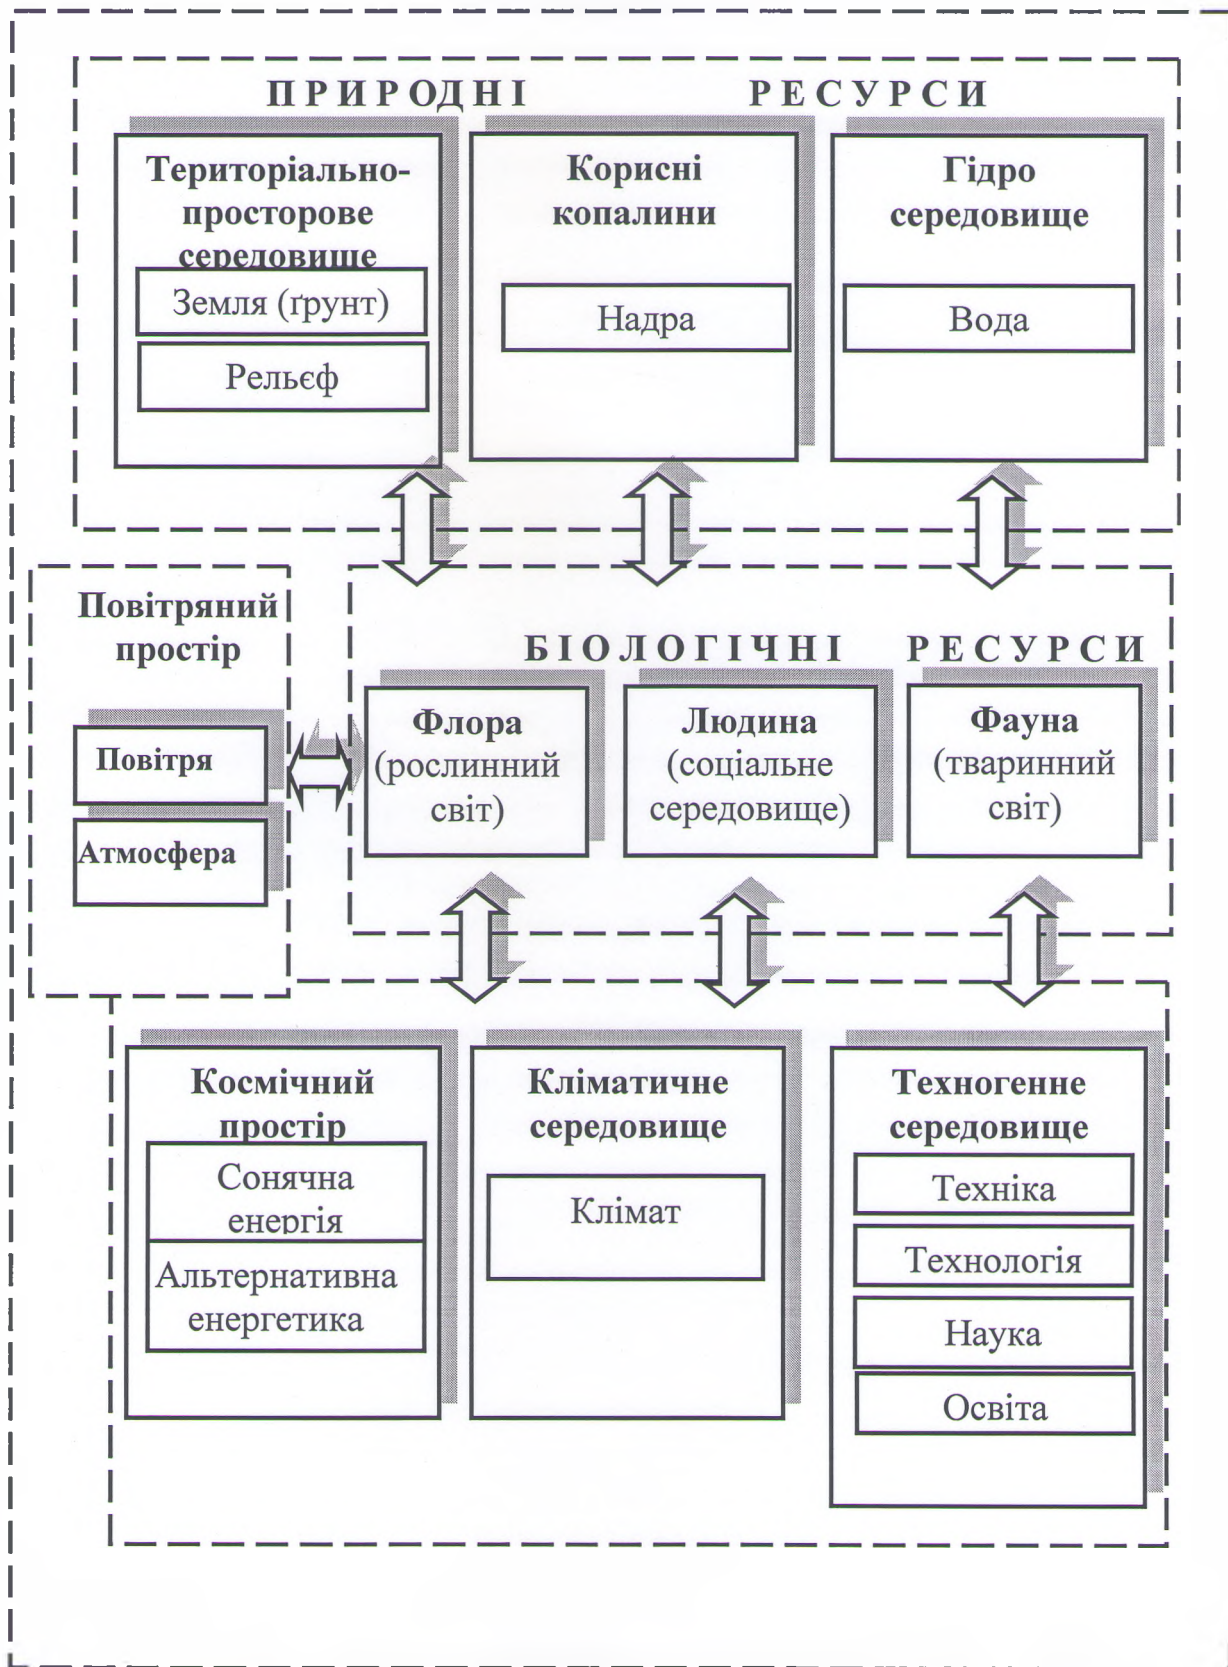 ПРИРОДНІ РЕСУРСИ
Територіально-
просторове
середовище
Земля (ґрунт)
Рельєф
Корисні
копалини
Надра
Гідро
середовище
Вода
Повітряний
простір
Повітря
Атмосфера
БІОЛОГІЧНІ РЕСУРСИ
Флора
(рослинний
світ)
Людина
(соціальне
середовище)
Фауна
(тваринний
світ)
Космічний
простір
Сонячна
енергія
Альтернативна
енергетика
Кліматичне
середовище
Клімат
Техногенне
середовище
Техніка
Технологія
Наука
Освіта